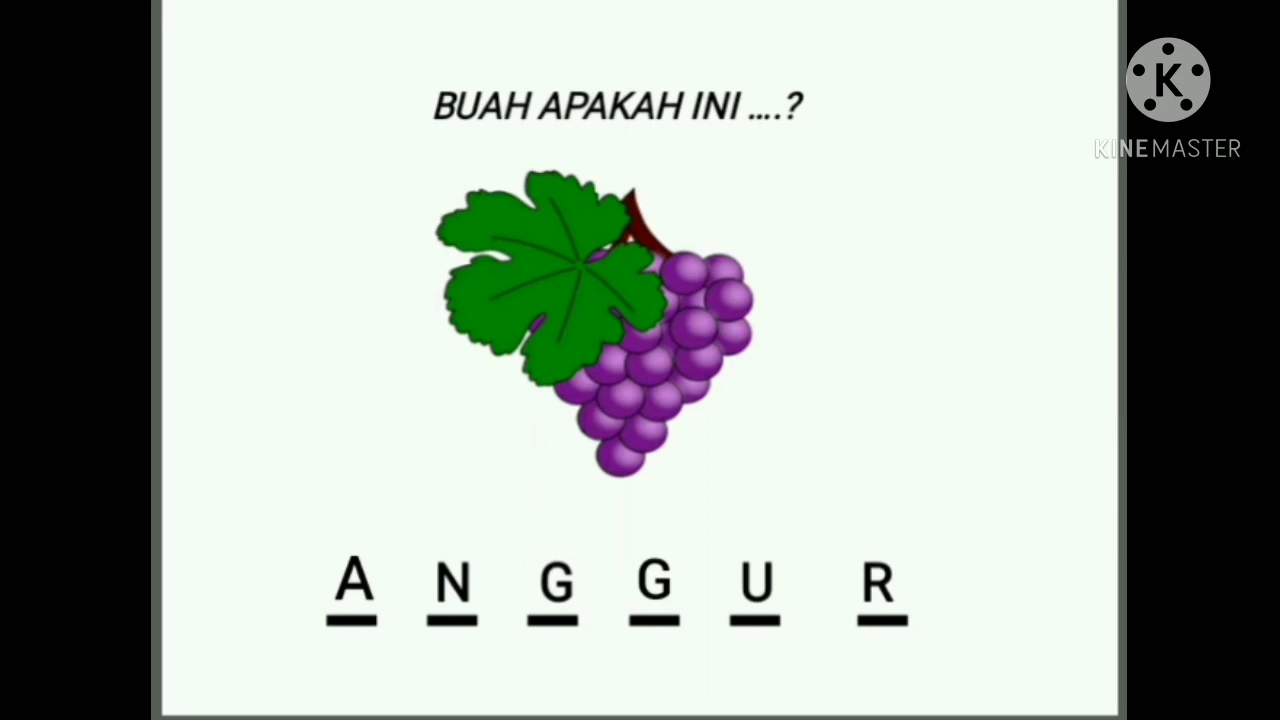 BUAH APAKAH INI ....?
K
KINEMASTER
A N G G U R